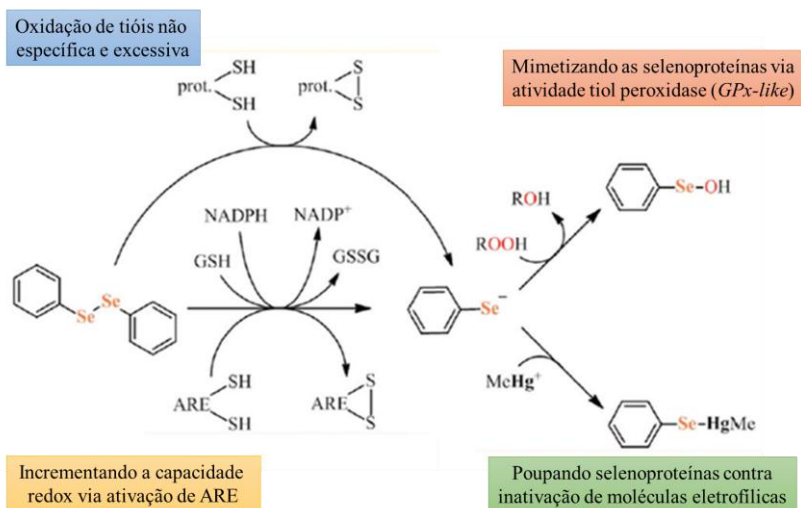 Oxidação de tióis não
específica e excessiva
Mimetizando as selenoproteínas via
atividade tiol peroxidase (GPx-like)
prot.
SH
SH
prot.
S
S
NADPH
NADP⁺
GSH
GSSG
Se
Se
ARE
SH
SH
ARE
S
S
Se⁻
ROOH
ROH
Se-OH
MeHg⁺
Se-HgMe
Incrementando a capacidade
redox via ativação de ARE
Poupando selenoproteínas contra
inativação de moléculas eletrofílicas